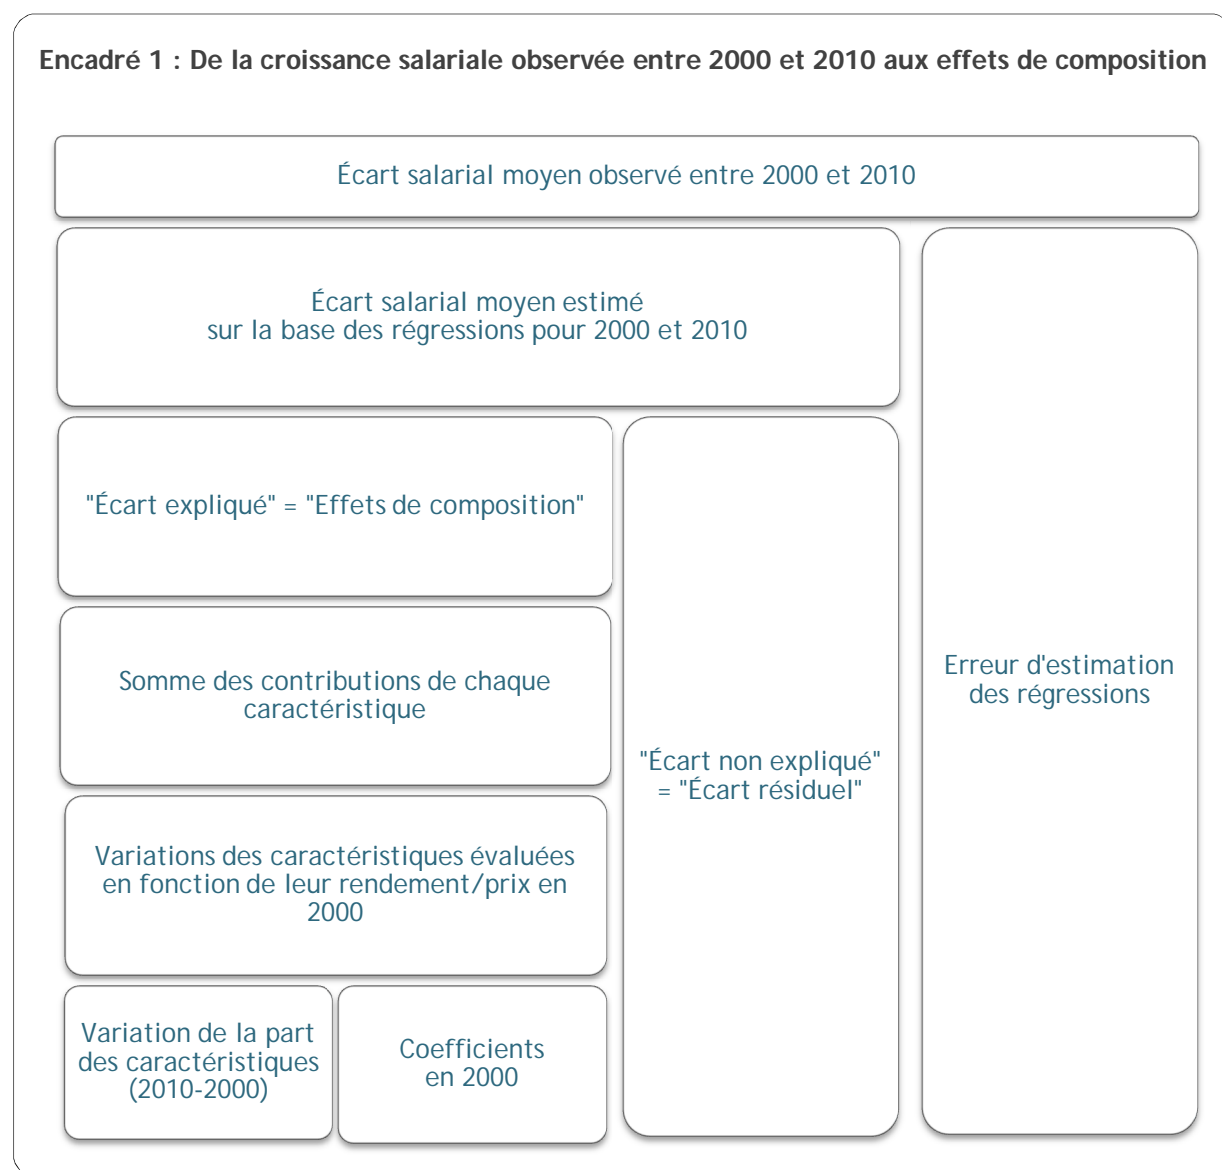 Encadré 1 : De la croissance salariale observée entre 2000 et 2010 aux effets de composition
Écart salarial moyen observé entre 2000 et 2010
Écart salarial moyen estimé
sur la base des régressions pour 2000 et 2010
"Écart expliqué" = "Effets de composition"
Somme des contributions de chaque
caractéristique
Variations des caractéristiques évaluées
en fonction de leur rendement/prix en
2000
Variation de la part
des caractéristiques
(2010-2000)
Coefficients
en 2000
"Écart non expliqué"
= "Écart résiduel"
Erreur d'estimation
des régressions